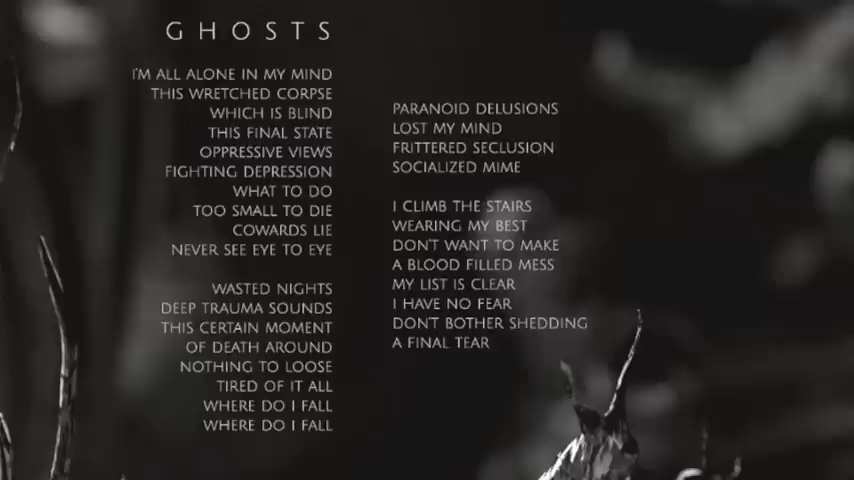 GHOSTS
I'M ALL ALONE IN MY MIND
THIS WRETCHED CORPSE
WHICH IS BLIND
THIS FINAL STATE
OPPRESSIVE VIEWS
FIGHTING DEPRESSION
WHAT TO DO
TOO SMALL TO DIE
COWARDS LIE
NEVER SEE EYE TO EYE
WASTED NIGHTS
DEEP TRAUMA SOUNDS
THIS CERTAIN MOMENT
OF DEATH AROUND
NOTHING TO LOOSE
TIRED OF IT ALL
WHERE DO I FALL
WHERE DO I FALL
PARANOID DELUSIONS
LOST MY MIND
FRITTERED SECLUSION
SOCIALIZED MIME
I CLIMB THE STAIRS
WEARING MY BEST
DON'T WANT TO MAKE
A BLOOD FILLED MESS
MY LIST IS CLEAR
I HAVE NO FEAR
DON'T BOTHER SHEDDING
A FINAL TEAR